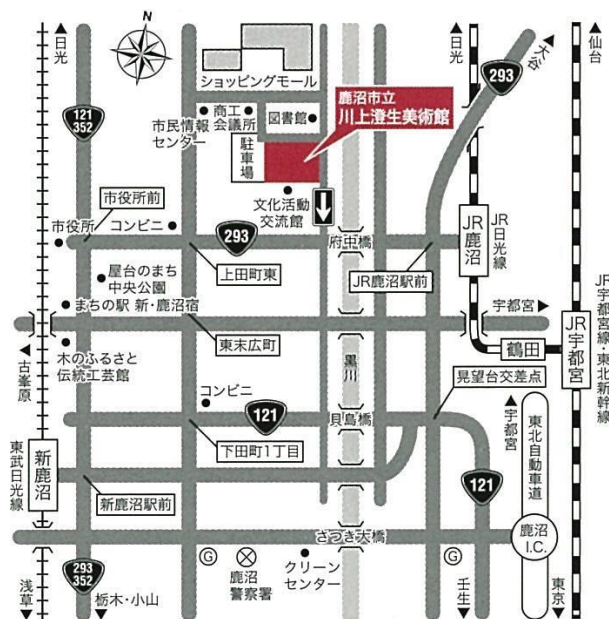 N
日光
日光
大谷
仙台
ショッピングモール
293
121
352
市民情報
センター
商工
会議所
図書館
鹿沼市立
川上澄生美術館
駐車場
文化活動
交流館
市役所前
市役所
コンビニ
293
府中橋
JR鹿沼
JR日光線
上田町東
JR鹿沼駅前
屋台のまち
中央公園
まちの駅 新・鹿沼宿
宇都宮
東末広町
黒川
鶴田
JR宇都宮
JR宇都宮線・東北新幹線
古峯原
木のふるさと
伝統工芸館
晃望台交差点
コンビニ
121
貝島橋
宇都宮
東北自動車道
下田町1丁目
新鹿沼
東武日光線
121
新鹿沼駅前
さつき大橋
鹿沼
I.C.
G
鹿沼
警察署
クリーン
センター
G
293
352
浅草
栃木・小山
壬生
東京